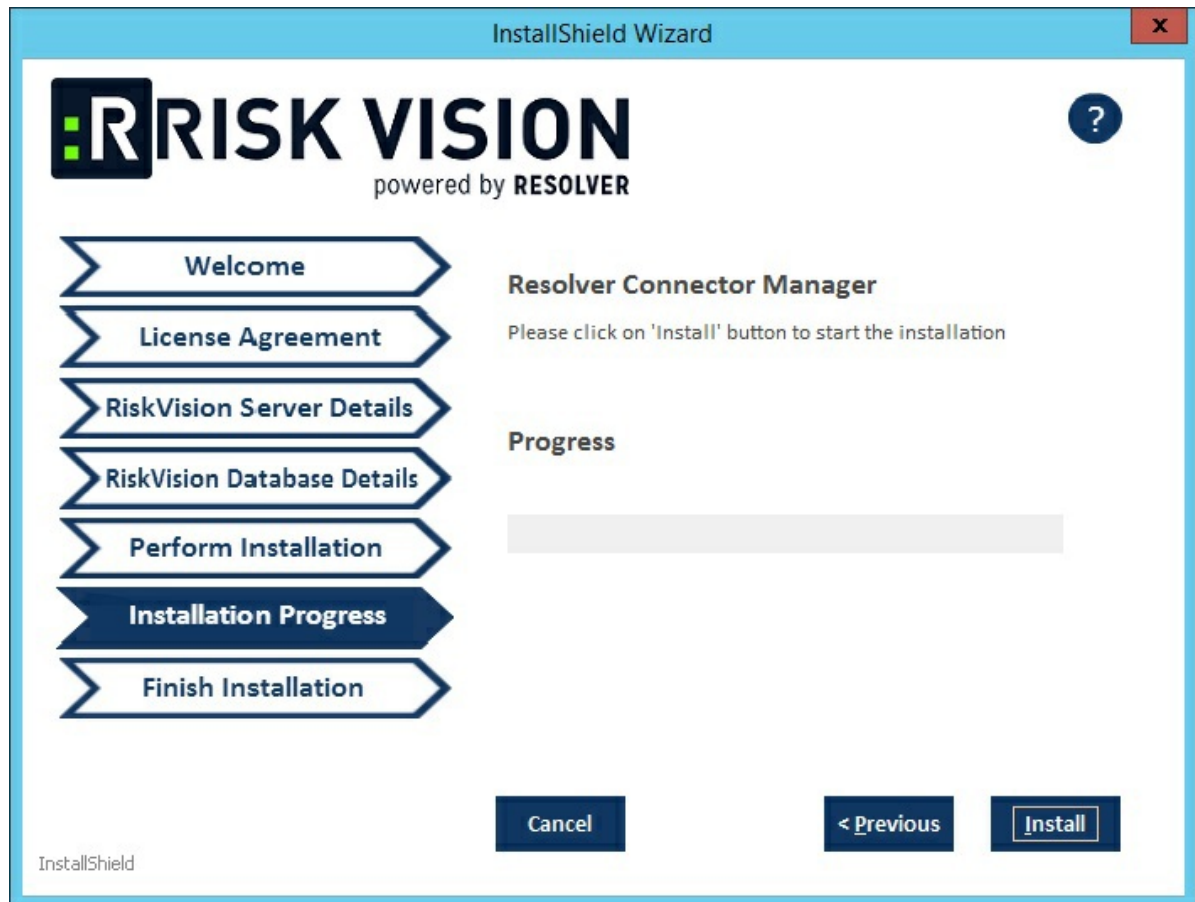 InstallShield Wizard
x
:R RISK VISION
powered by RESOLVER
?
Welcome
License Agreement
RiskVision Server Details
RiskVision Database Details
Perform Installation
Installation Progress
Finish Installation
Resolver Connector Manager
Please click on 'Install' button to start the installation
Progress
Cancel
< Previous
Install
InstallShield